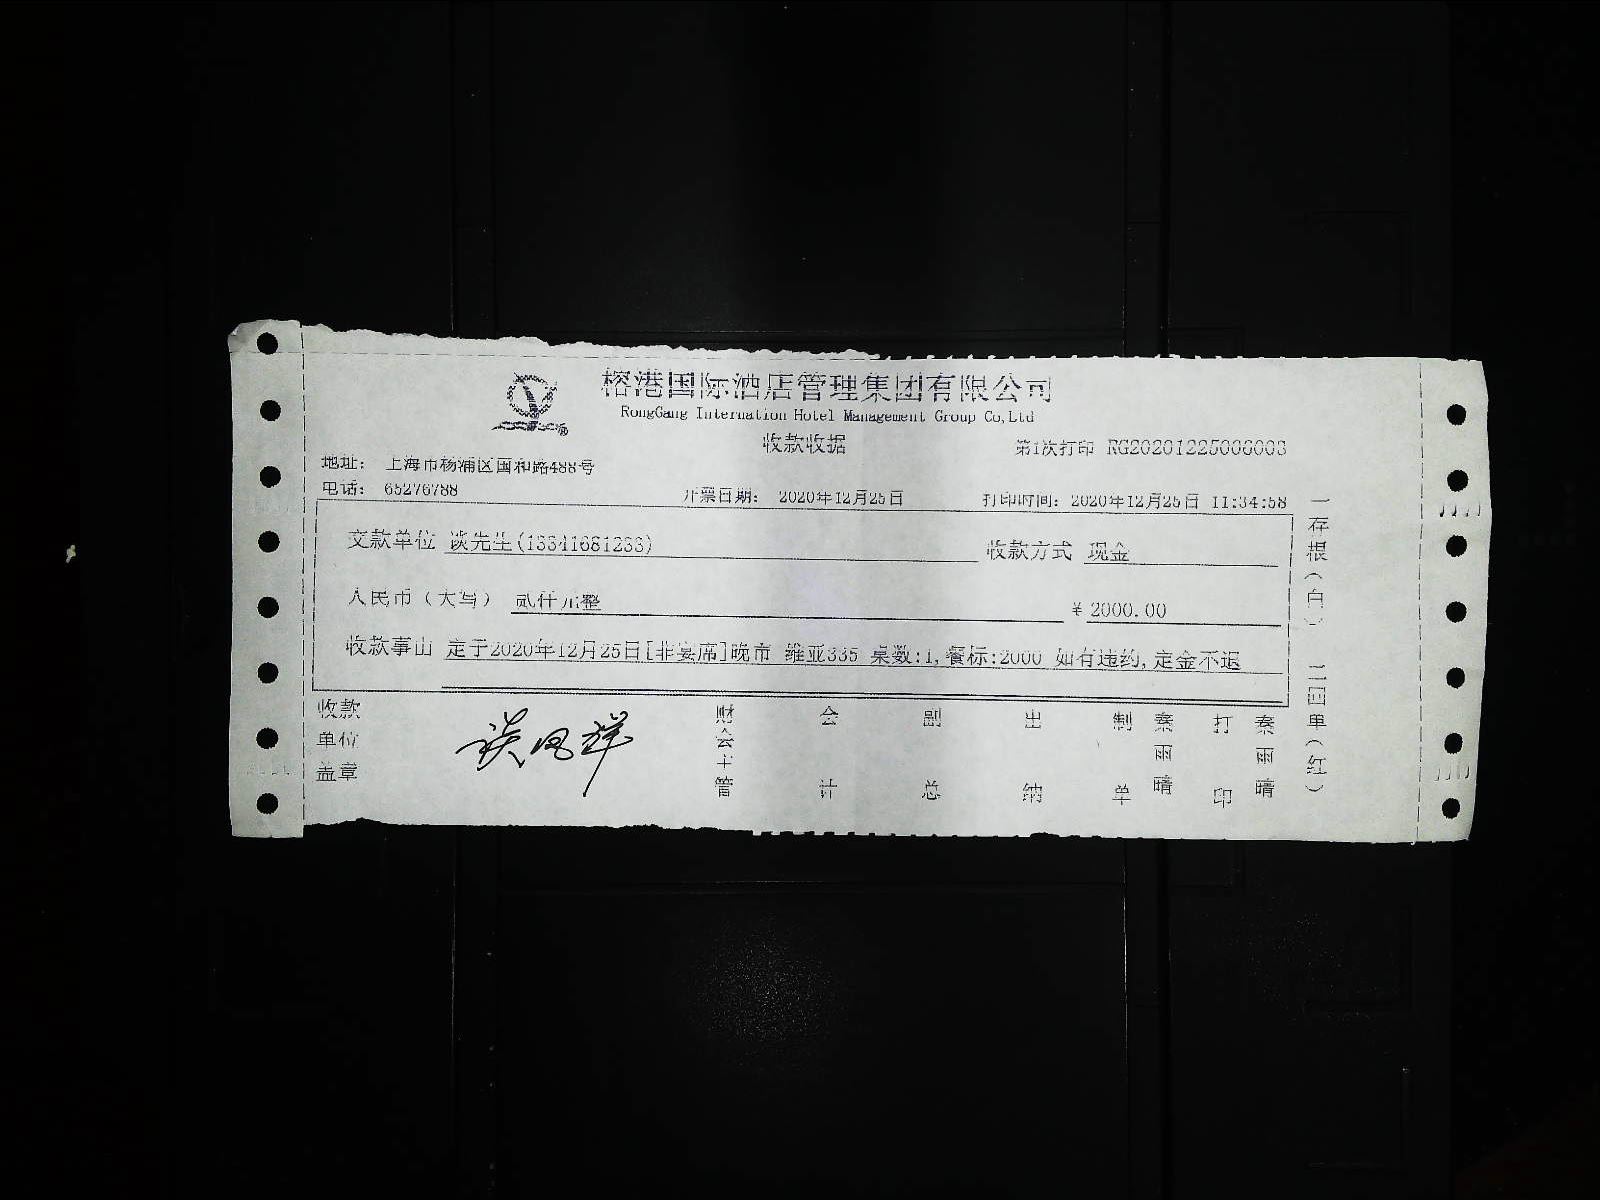 榕港国际酒店管理集团有限公司
RongGang Internation Hotel Management Group Co,Ltd
收款收据
第1次打印 RG20201225006003
地址： 上海市杨浦区国和路488号
电话： 65276788
开票日期： 2020年12月25日
打印时间：2020年12月25日 11:34:58
交款单位 谈先生(13341681233)
收款方式 现金
人民币（大写） 贰仟元整
¥ 2000.00
收款事由 定于2020年12月25日[非宴席]晚市 维亚335 桌数:1,餐标:2000 如有违约,定金不退
收款单位盖章
谈风祥
财会主管
会计
副总
出纳
制单
秦雨晴
打印
秦雨晴
一存根（白） 二回单（红）